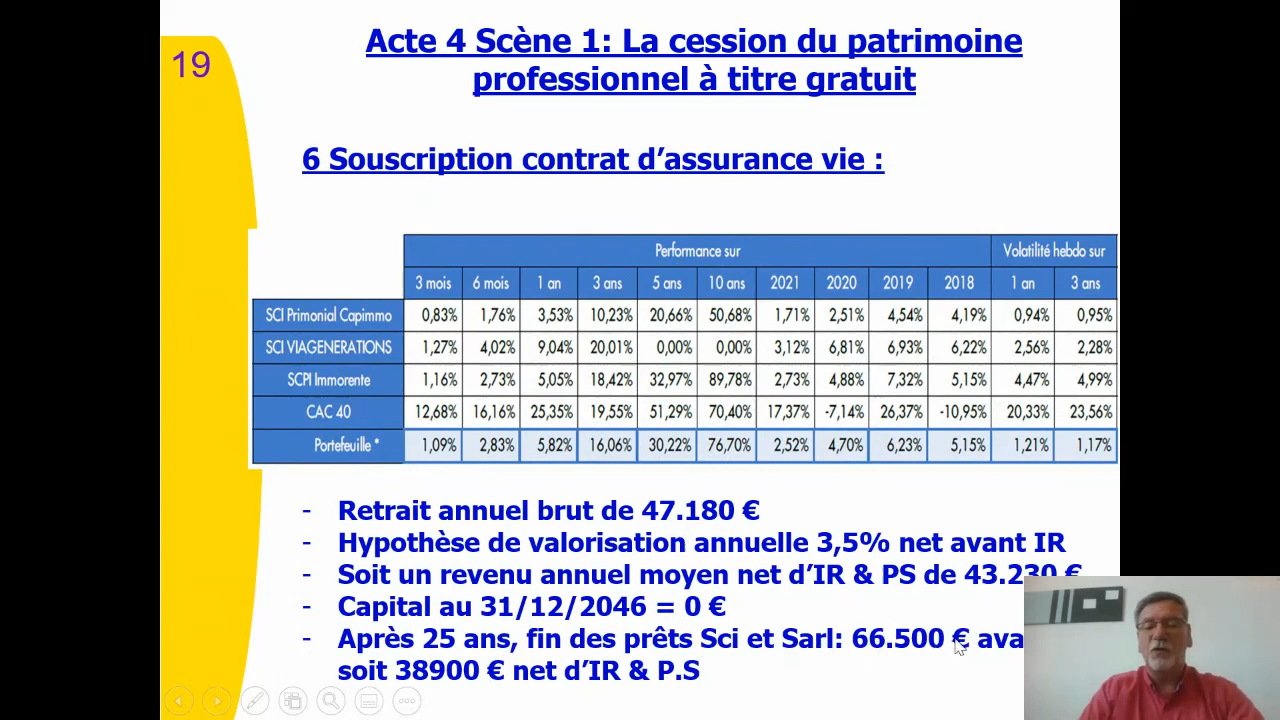 19
Acte 4 Scène 1: La cession du patrimoine
professionnel à titre gratuit
6 Souscription contrat d’assurance vie :
Performance sur Volatilité hebdo sur
3 mois 6 mois 1 an 3 ans 5 ans 10 ans 2021 2020 2019 2018 1 an 3 ans
SCI Primonial Capimmo 0,83% 1,76% 3,53% 10,23% 20,66% 50,68% 1,71% 2,51% 4,54% 4,19% 0,94% 0,95%
SCI VIAGENERATIONS 1,27% 4,02% 9,04% 20,01% 0,00% 0,00% 3,12% 6,81% 6,93% 6,22% 2,56% 2,28%
SCPI Immorente 1,16% 2,73% 5,05% 18,42% 32,97% 89,78% 2,73% 4,88% 7,32% 5,15% 4,47% 4,99%
CAC 40 12,68% 16,16% 25,35% 19,55% 51,29% 70,40% 17,37% -7,14% 26,37% -10,95% 20,33% 23,56%
Portefeuille * 1,09% 2,83% 5,82% 16,06% 30,22% 76,70% 2,52% 4,70% 6,23% 5,15% 1,21% 1,17%
- Retrait annuel brut de 47.180 €
- Hypothèse de valorisation annuelle 3,5% net avant IR
- Soit un revenu annuel moyen net d’IR & PS de 43.230 €
- Capital au 31/12/2046 = 0 €
- Après 25 ans, fin des prêts Sci et Sarl: 66.500 €
soit 38900 € net d’IR & P.S